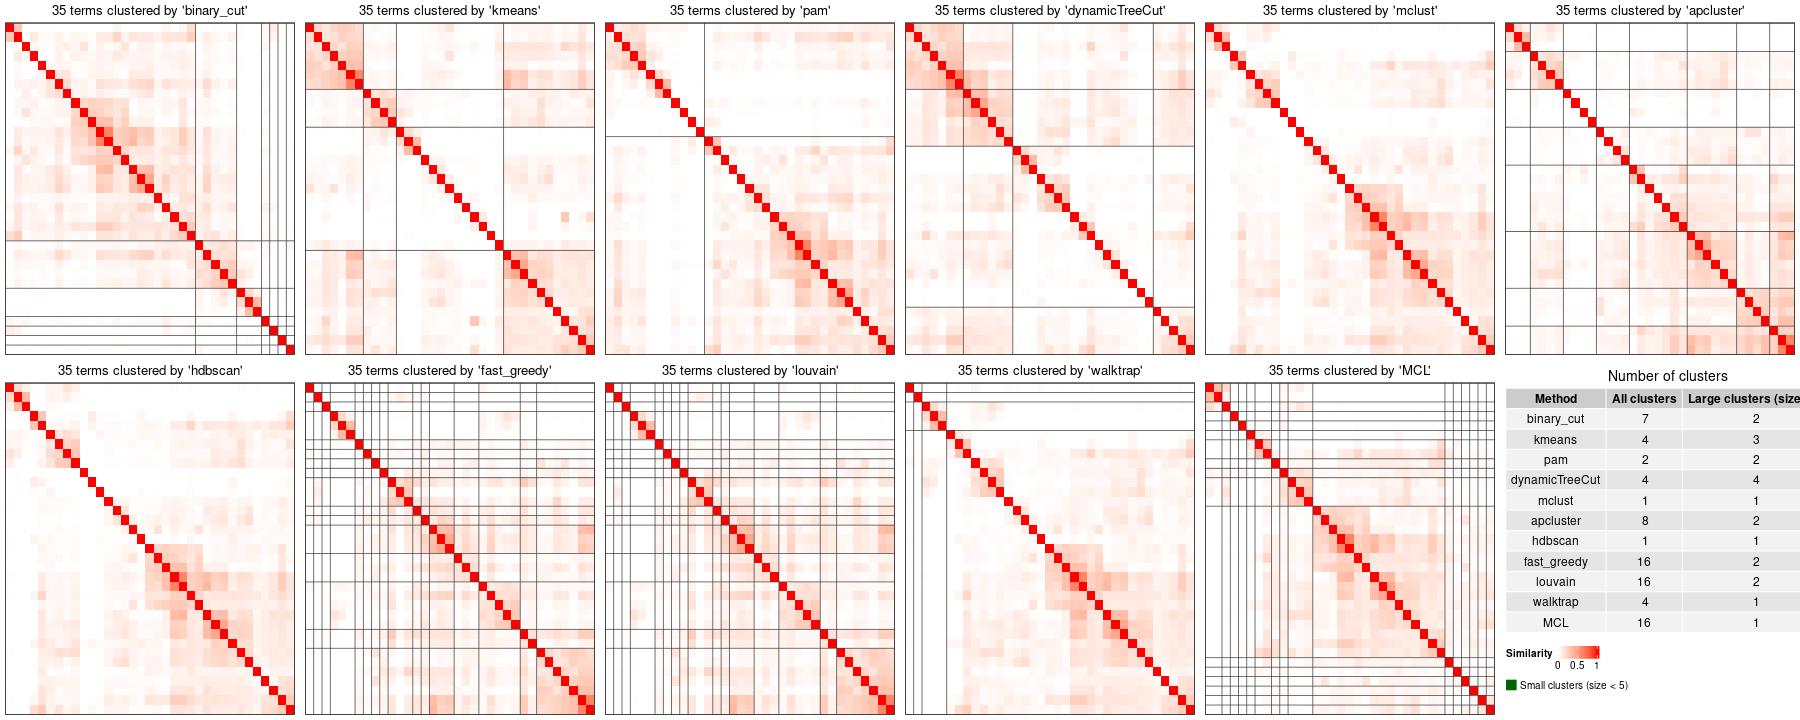 35 terms clustered by 'binary_cut'
35 terms clustered by 'kmeans'
35 terms clustered by 'pam'
35 terms clustered by 'dynamicTreeCut'
35 terms clustered by 'mclust'
35 terms clustered by 'apcluster'
35 terms clustered by 'hdbscan'
35 terms clustered by 'fast_greedy'
35 terms clustered by 'louvain'
35 terms clustered by 'walktrap'
35 terms clustered by 'MCL'
Number of clusters
Method All clusters Large clusters (size
binary_cut 7 2
kmeans 4 3
pam 2 2
dynamicTreeCut 4 4
mclust 1 1
apcluster 8 2
hdbscan 1 1
fast_greedy 16 2
louvain 16 2
walktrap 4 1
MCL 16 1
Similarity
0 0.5 1
Small clusters (size < 5)